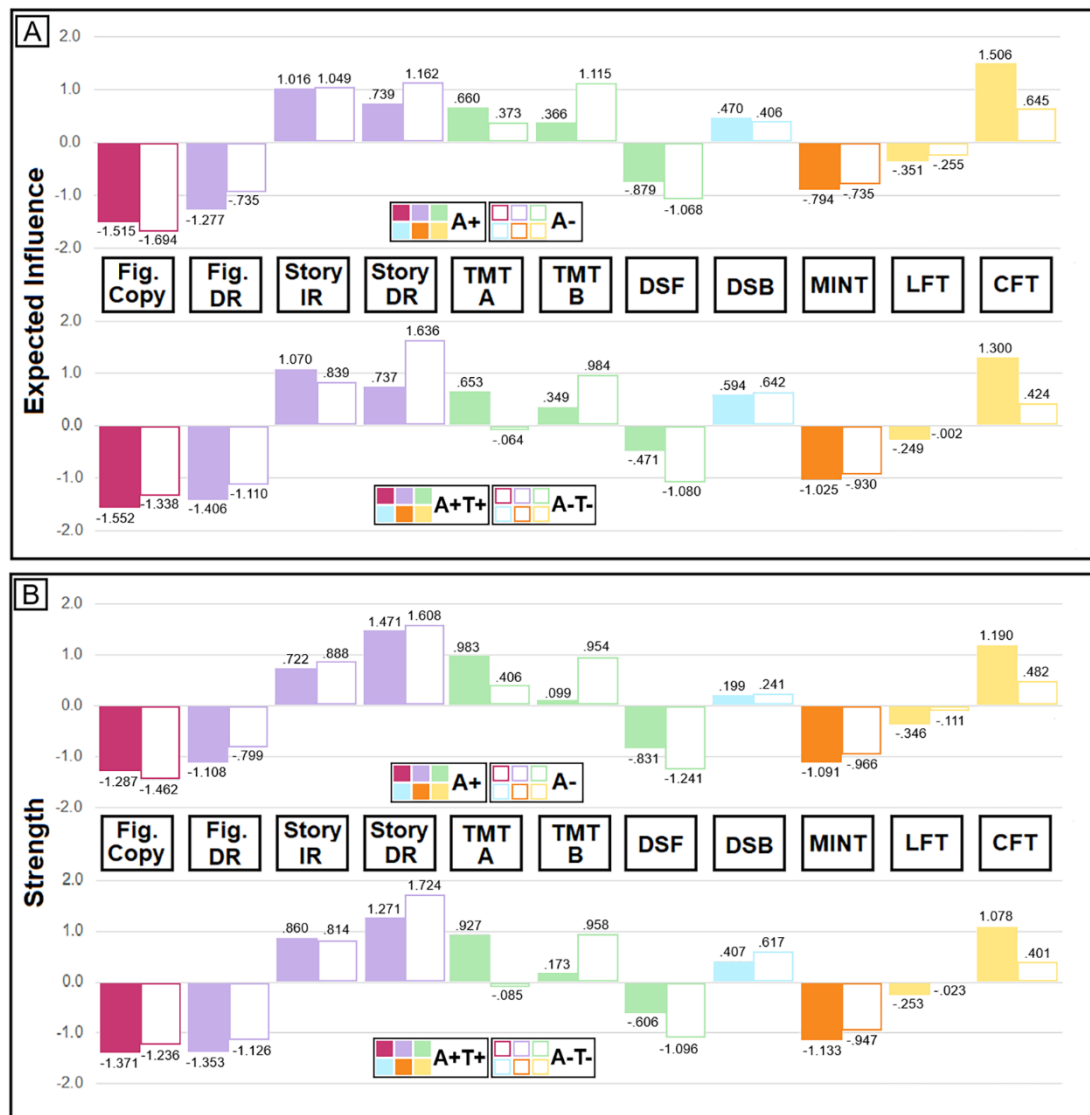 A
Expected Influence
2.0
1.0
0.0
-1.0
-2.0
-1.515 -1.694 -1.277 -.735 1.016 1.049 .739 1.162 .660 .373 .366 1.115 -.879 -1.068 .470 .406 -.794 -.735 -.351 -.255 1.506 .645
A+ A-
Fig. Copy
Fig. DR
Story IR
Story DR
TMT A
TMT B
DSF
DSB
MINT
LFT
CFT
2.0
1.0
0.0
-1.0
-2.0
-1.552 -1.338 -1.406 -1.110 1.070 .839 .737 1.636 .653 -.064 .349 .984 -.471 -1.080 .594 .642 -1.025 -.930 -.249 -.002 1.300 .424
A+T+ A-T-
B
Strength
2.0
1.0
0.0
-1.0
-2.0
-1.287 -1.462 -1.108 -.799 .722 .888 1.471 1.608 .983 .406 .099 .954 -.831 -1.241 .199 .241 -1.091 -.966 -.346 -.111 1.190 .482
A+ A-
Fig. Copy
Fig. DR
Story IR
Story DR
TMT A
TMT B
DSF
DSB
MINT
LFT
CFT
2.0
1.0
0.0
-1.0
-2.0
-1.371 -1.236 -1.353 -1.126 .860 .814 1.271 1.724 .927 -.085 .173 .958 -.606 -1.096 .407 .617 -1.133 -.947 -.253 -.023 1.078 .401
A+T+ A-T-